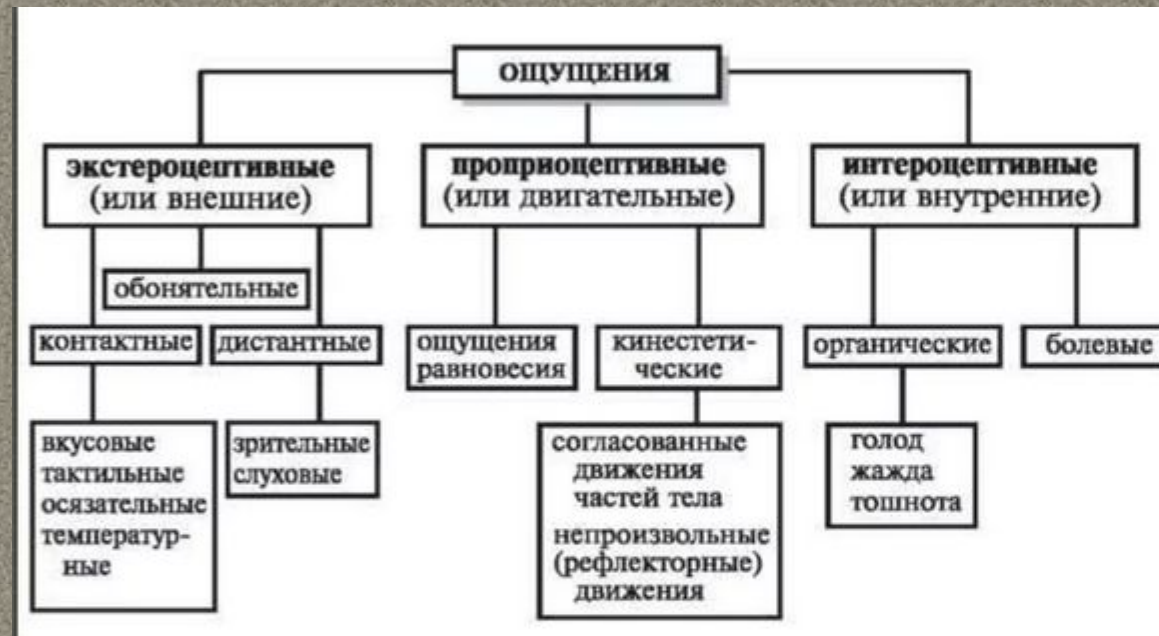 ОЩУЩЕНИЯ
экстероцептивные
(или внешние)
проприоцептивные
(или двигательные)
интероцептивные
(или внутренние)
обонятельные
контактные
дистантные
ощущения
равновесия
кинестети-
ческие
органические
болевые
вкусовые
тактильные
осязательные
температур-
ные
зрительные
слуховые
согласованные
движения
частей тела
непроизвольные
(рефлекторные)
движения
голод
жажда
тошнота